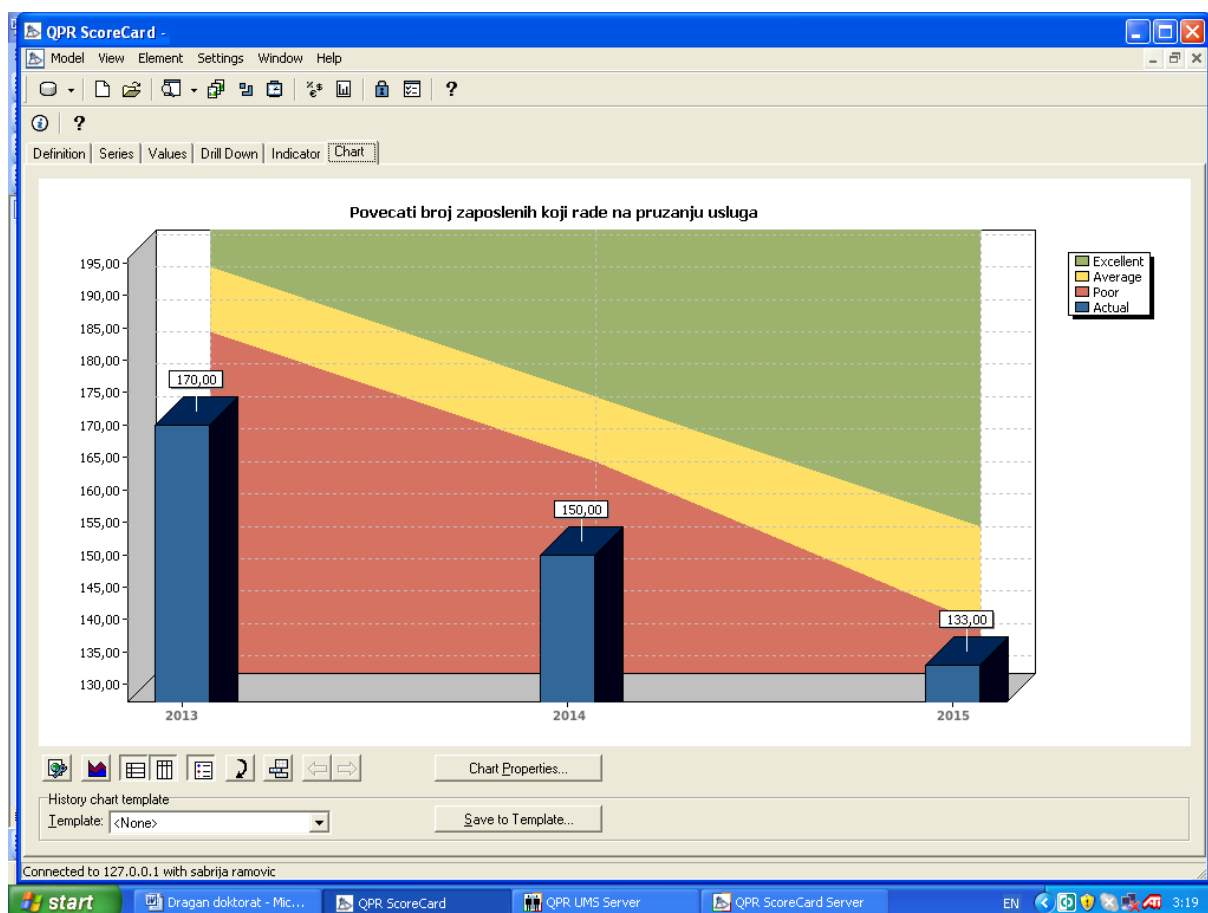 QPR ScoreCard -
Model View Element Settings Window Help
Definition Series Values Drill Down Indicator Chart
Povecati broj zaposlenih koji rade na pruzanju usluga
195,00
190,00
185,00
180,00
175,00
170,00
165,00
160,00
155,00
150,00
145,00
140,00
135,00
130,00
170,00
150,00
133,00
2013 2014 2015
Excellent
Average
Poor
Actual
Chart Properties...
History chart template
Template: <None>
Save to Template...
Connected to 127.0.0.1 with sabrija ramovic
start Dragan doktorat - Mic... QPR ScoreCard QPR UMS Server QPR ScoreCard Server EN 3:19